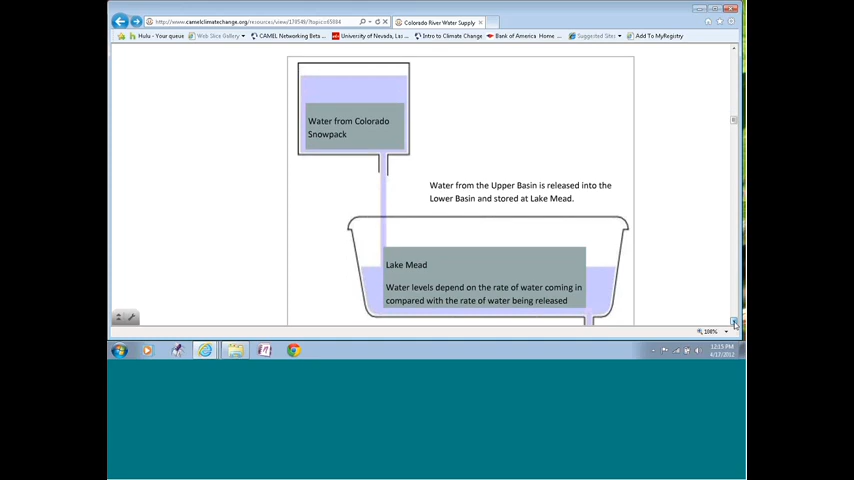 http://www.camelclimatechange.org/resources/view/170549/?topic=65084
Colorado River Water Supply
Hulu - Your queue
Web Slice Gallery
CAMEL Networking Beta ...
University of Nevada, Las ...
Intro to Climate Change
Bank of America Home ...
Suggested Sites
Add To MyRegistry
Water from Colorado
Snowpack
Water from the Upper Basin is released into the
Lower Basin and stored at Lake Mead.
Lake Mead
Water levels depend on the rate of water coming in
compared with the rate of water being released
100%
12:15 PM
4/17/2012